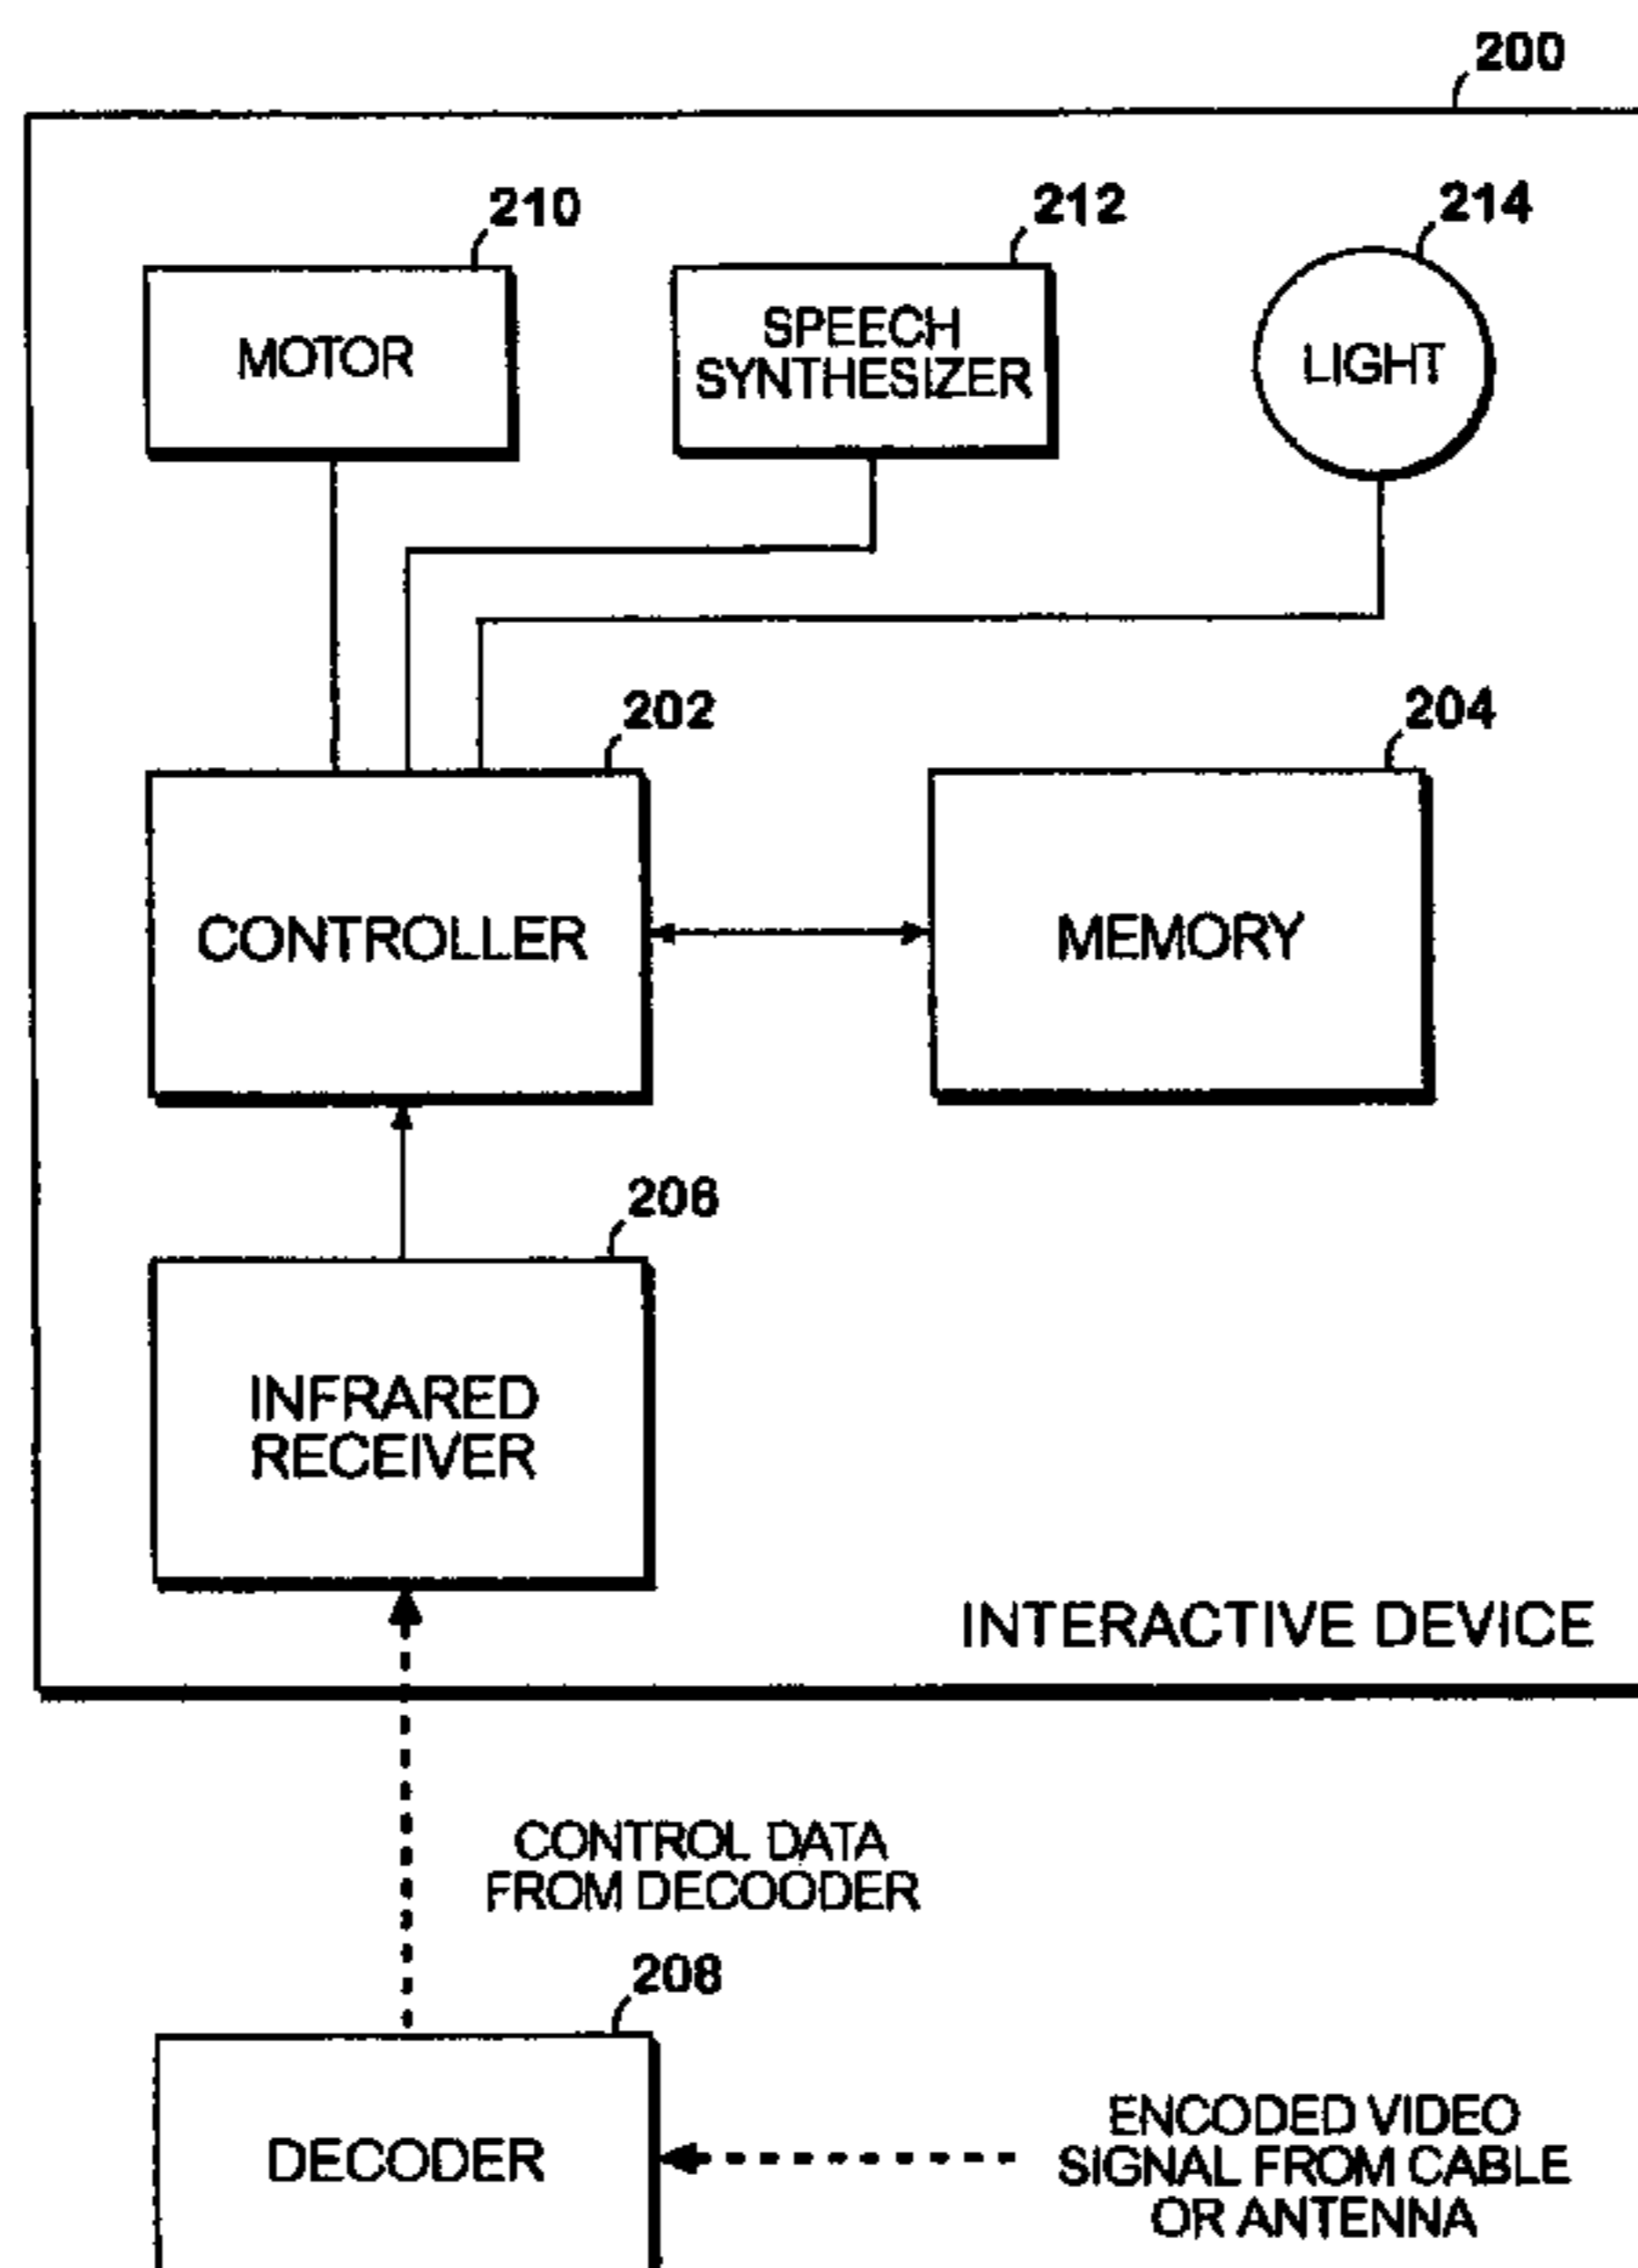 200
210
212
214
MOTOR
SPEECH
SYNTHESIZER
LIGHT
202
204
CONTROLLER
MEMORY
206
INFRARED
RECEIVER
INTERACTIVE DEVICE
CONTROL DATA
FROM DECOODER
208
DECODER
ENCODED VIDEO
SIGNAL FROM CABLE
OR ANTENNA